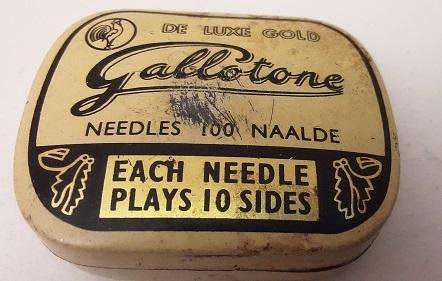 DE LUXE GOLD
Gallotone
NEEDLES 100 NAALDE
EACH NEEDLE
PLAYS 10 SIDES